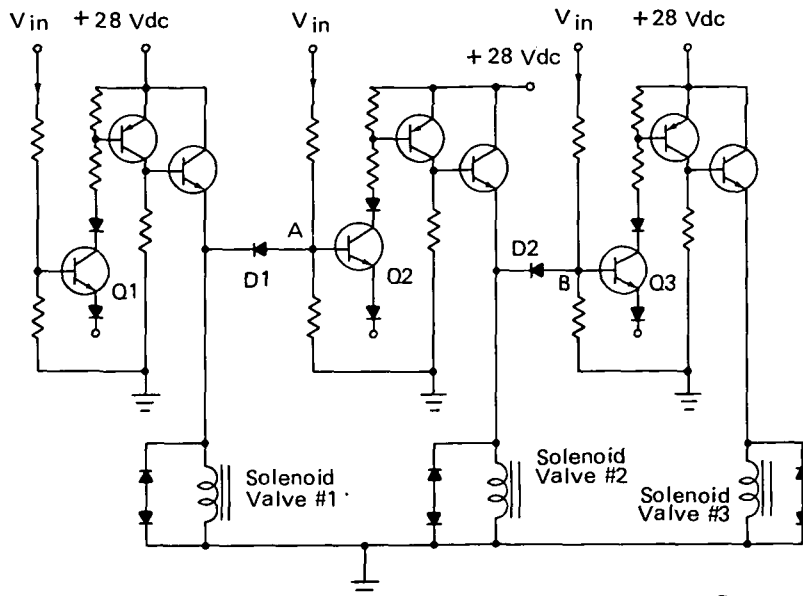 V in
+ 28 Vdc
V in
+ 28 Vdc
V in
+ 28 Vdc
A
D1
Q1
Q2
D2
B
Q3
Solenoid
Valve #1
Solenoid
Valve #2
Solenoid
Valve #3